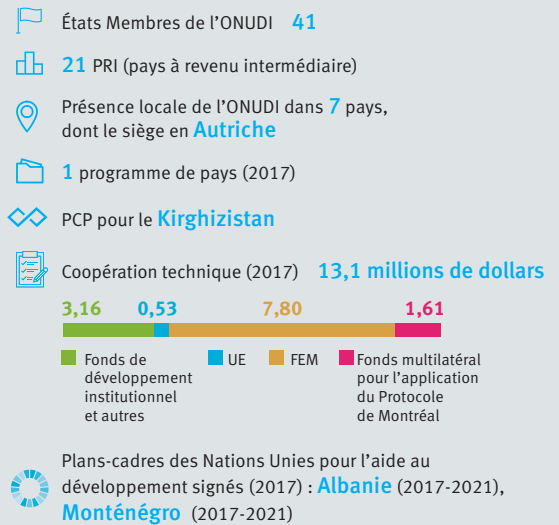 États Membres de l’ONUDI 41
21 PRI (pays à revenu intermédiaire)
Présence locale de l’ONUDI dans 7 pays,
dont le siège en Autriche
1 programme de pays (2017)
PCP pour le Kirghizistan
Coopération technique (2017) 13,1 millions de dollars
3,16 0,53 7,80 1,61
Fonds de
développement
institutionnel
et autres
UE
FEM
Fonds multilatéral
pour l’application
du Protocole
de Montréal
Plans-cadres des Nations Unies pour l’aide au
développement signés (2017) : Albanie (2017-2021),
Monténégro (2017-2021)